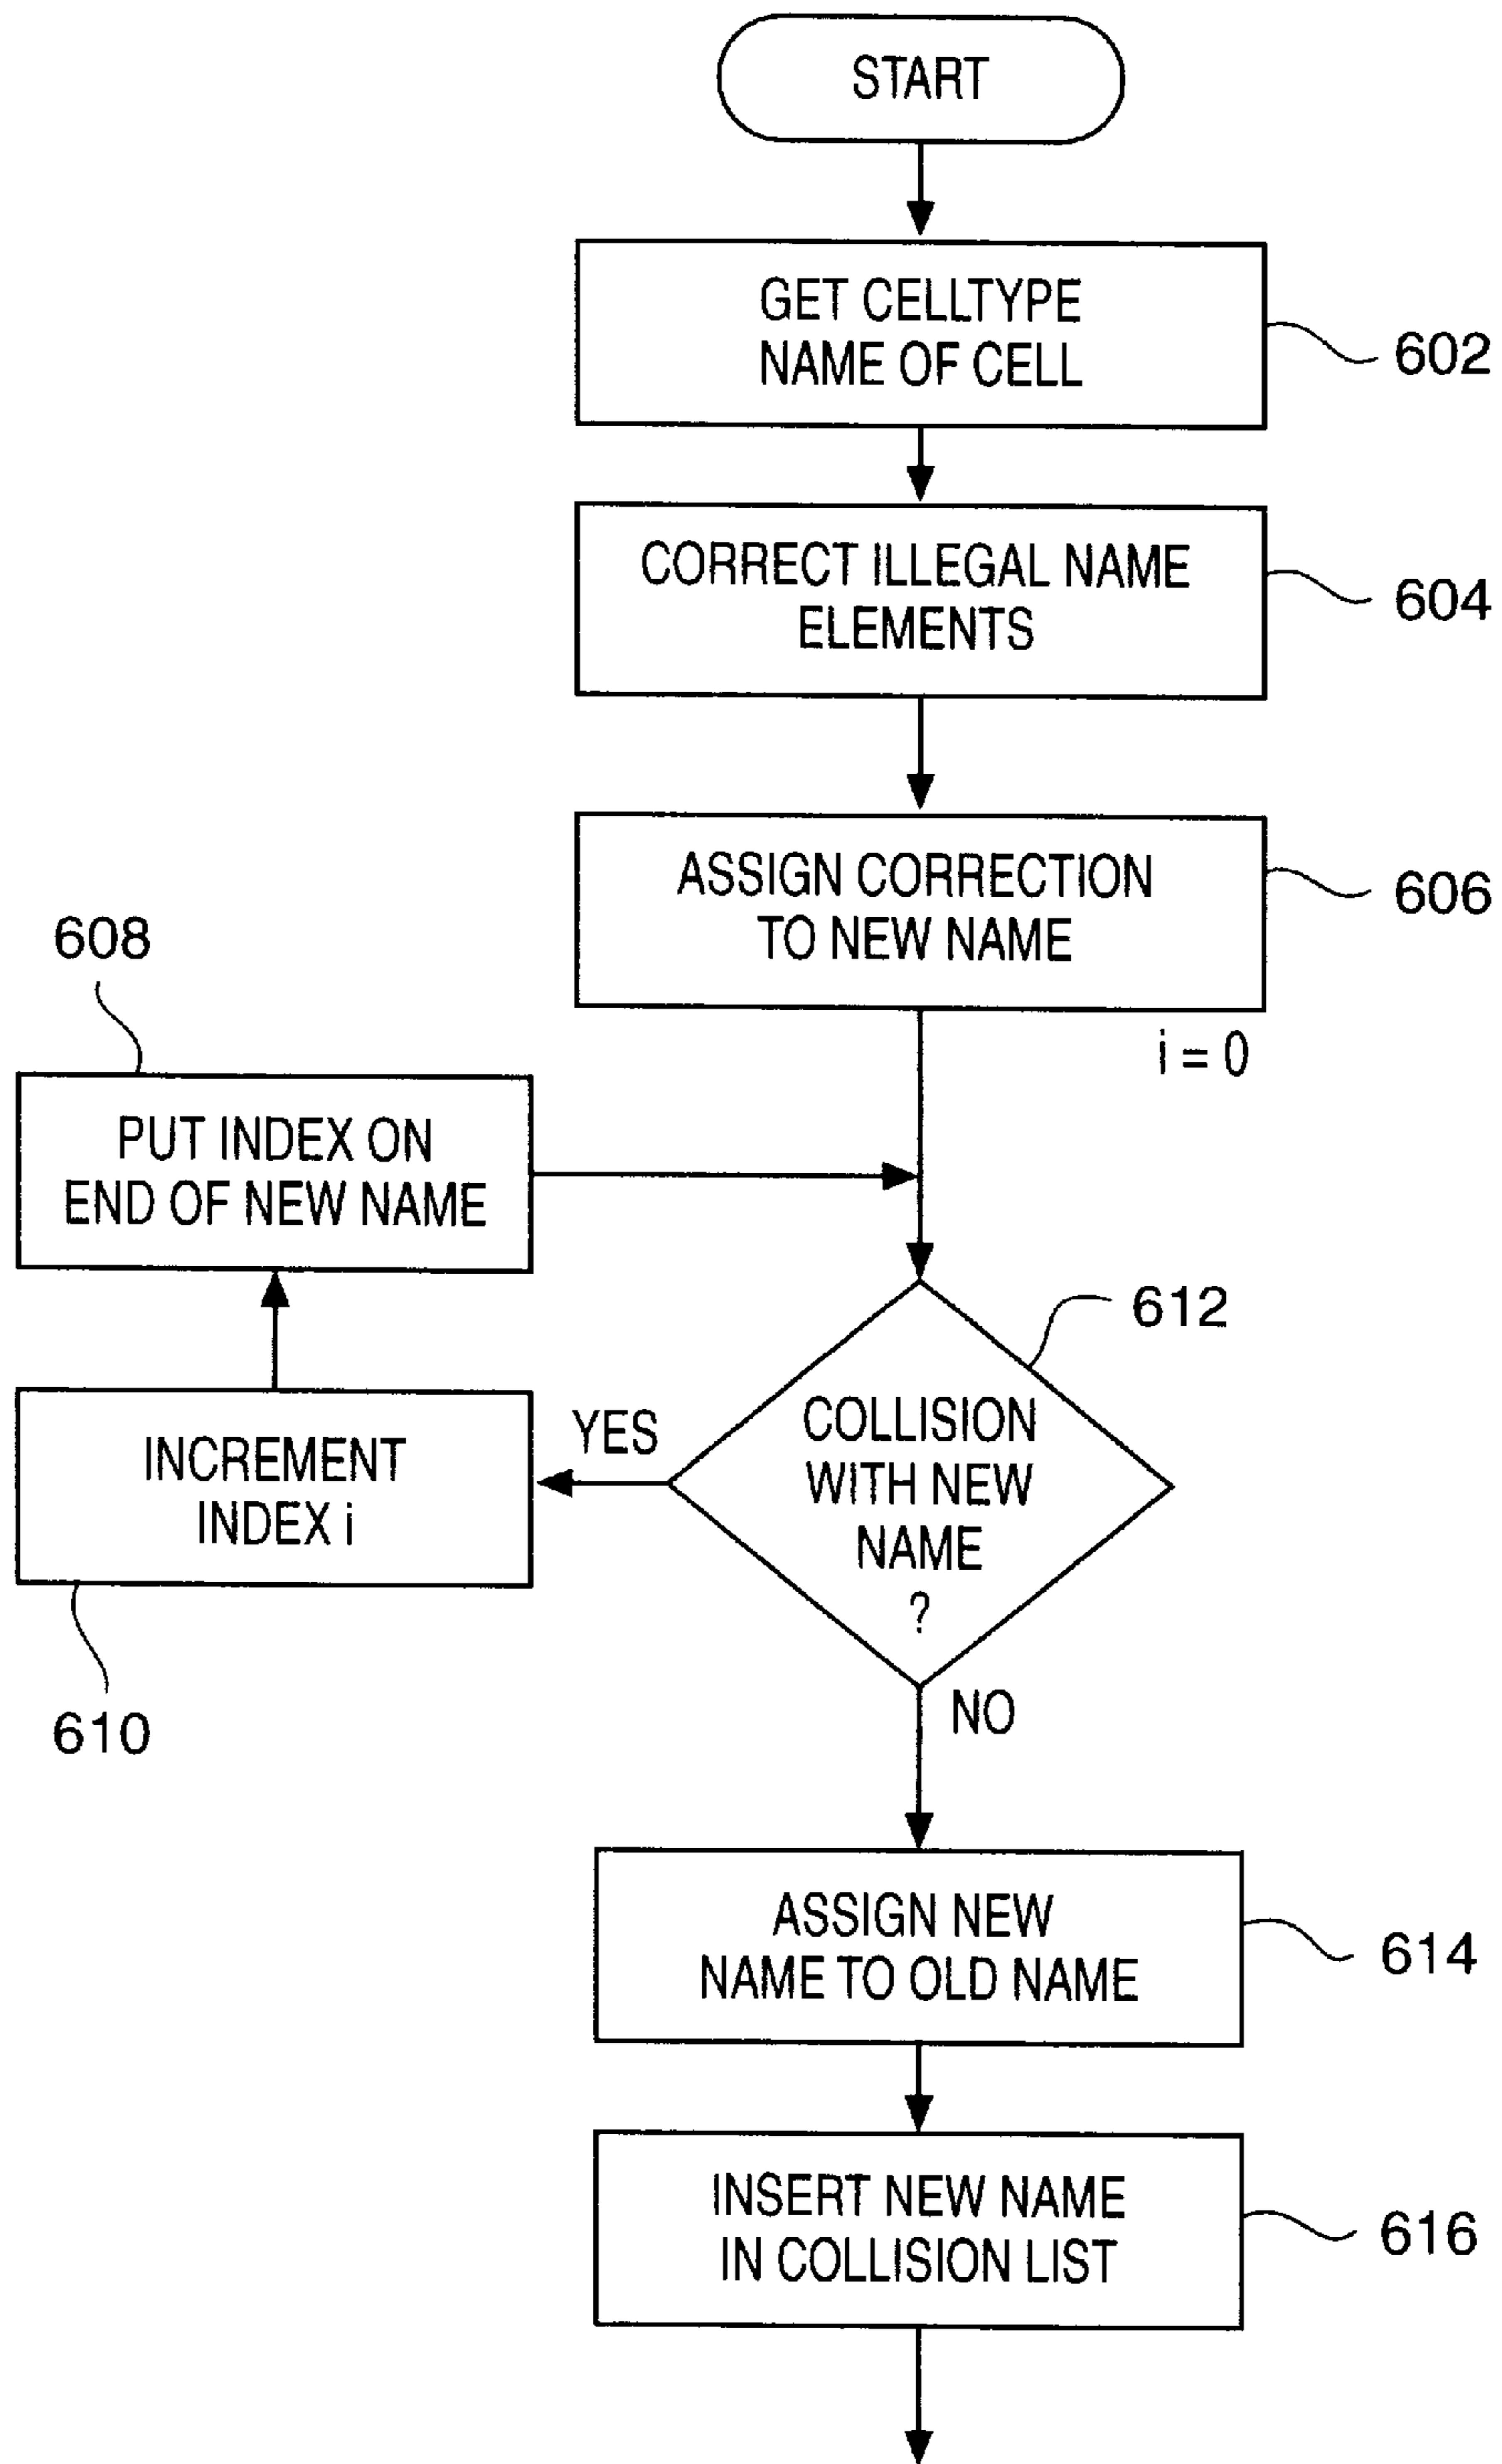 START
GET CELLTYPE
NAME OF CELL
602
CORRECT ILLEGAL NAME
ELEMENTS
604
ASSIGN CORRECTION
TO NEW NAME
606
i = 0
608
PUT INDEX ON
END OF NEW NAME
612
COLLISION
WITH NEW
NAME
?
YES
INCREMENT
INDEX i
610
NO
ASSIGN NEW
NAME TO OLD NAME
614
INSERT NEW NAME
IN COLLISION LIST
616